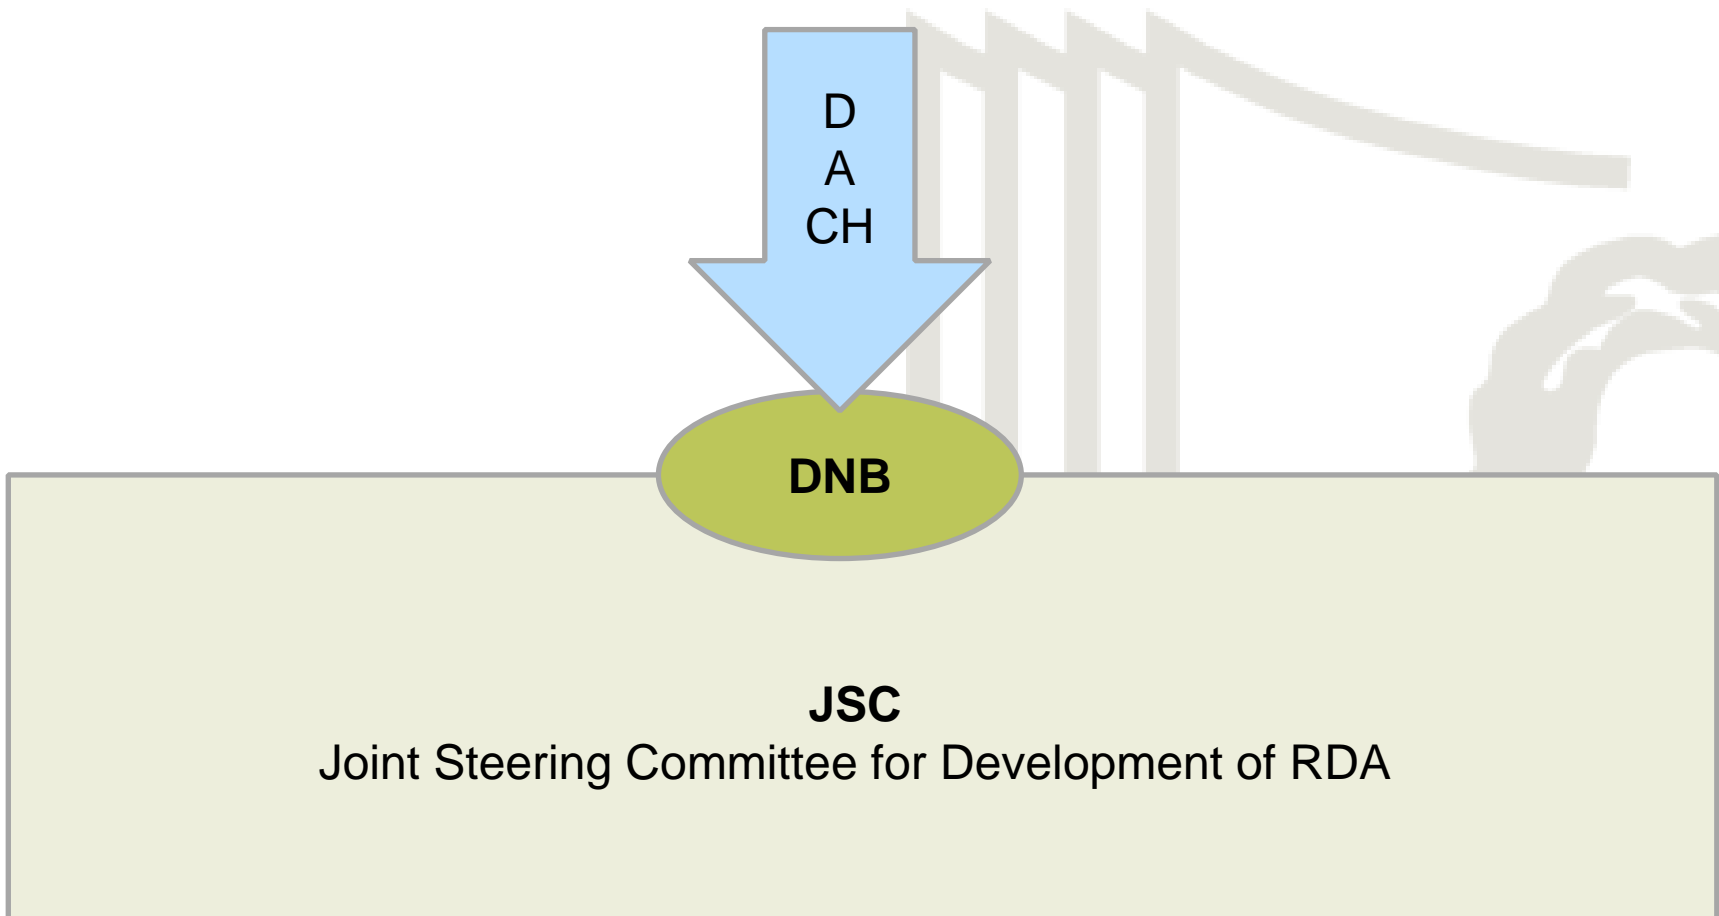 D
A
CH
DNB
JSC
Joint Steering Committee for Development of RDA